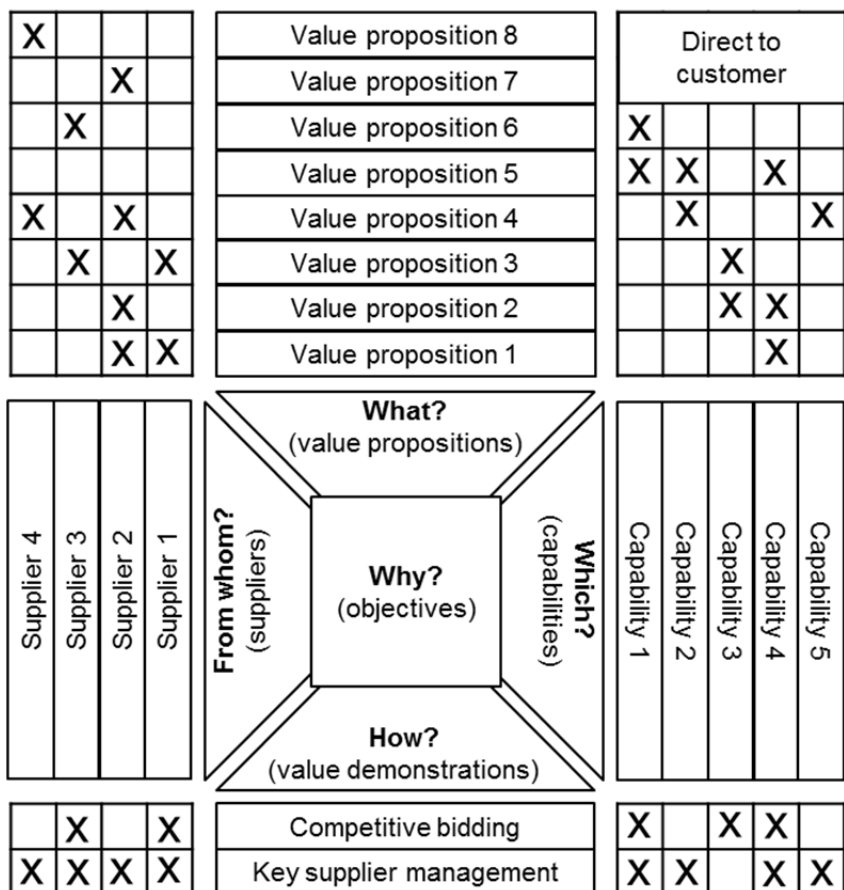 X Value proposition 8 Direct to
customer
X Value proposition 7
X Value proposition 6 X
Value proposition 5 X X X
X X Value proposition 4 X X
X X Value proposition 3 X
X Value proposition 2 X X
X X Value proposition 1 X
What?
(value propositions)
Supplier 4
Supplier 3
Supplier 2
Supplier 1
From whom?
(suppliers)
Why?
(objectives)
Which?
(capabilities)
Capability 1
Capability 2
Capability 3
Capability 4
Capability 5
How?
(value demonstrations)
X X Competitive bidding X X X
X X X X Key supplier management X X X X